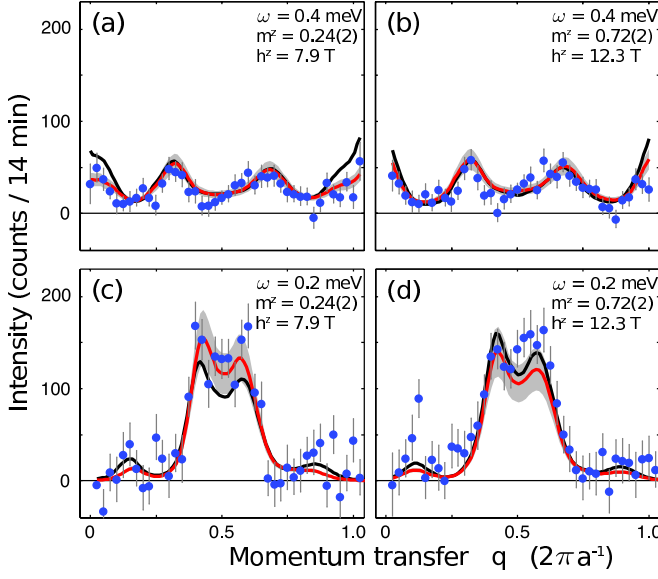 (a)
ω = 0.4 meV
mᶻ = 0.24(2)
hᶻ = 7.9 T
(b)
ω = 0.4 meV
mᶻ = 0.72(2)
hᶻ = 12.3 T
200
100
0
(c)
ω = 0.2 meV
mᶻ = 0.24(2)
hᶻ = 7.9 T
(d)
ω = 0.2 meV
mᶻ = 0.72(2)
hᶻ = 12.3 T
200
100
0
0 0.5 1.0 0 0.5 1.0
Intensity (counts / 14 min)
Momentum transfer q (2πa⁻¹)